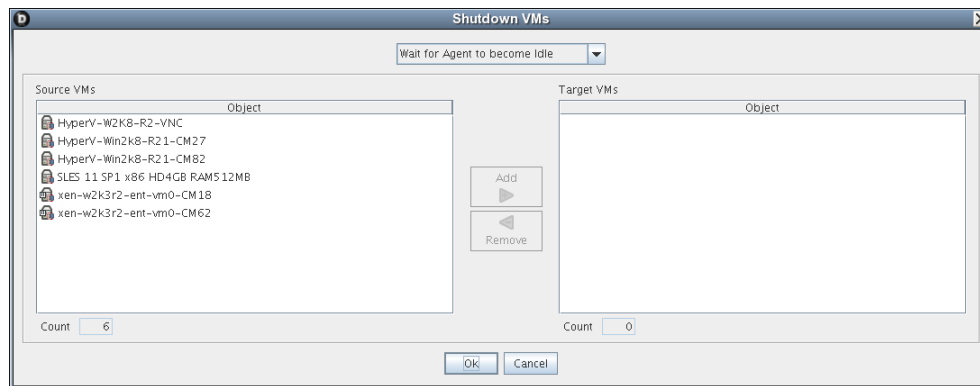 Shutdown VMs
Wait for Agent to become Idle
Source VMs
Target VMs
Object
Object
HyperV-W2K8-R2-VNC
HyperV-Win2k8-R21-CM27
HyperV-Win2k8-R21-CM82
SLES 11 SP1 x86 HD4GB RAM512MB
xen-w2k3r2-ent-vm0-CM18
xen-w2k3r2-ent-vm0-CM62
Add
Remove
Count 6
Count 0
Ok
Cancel